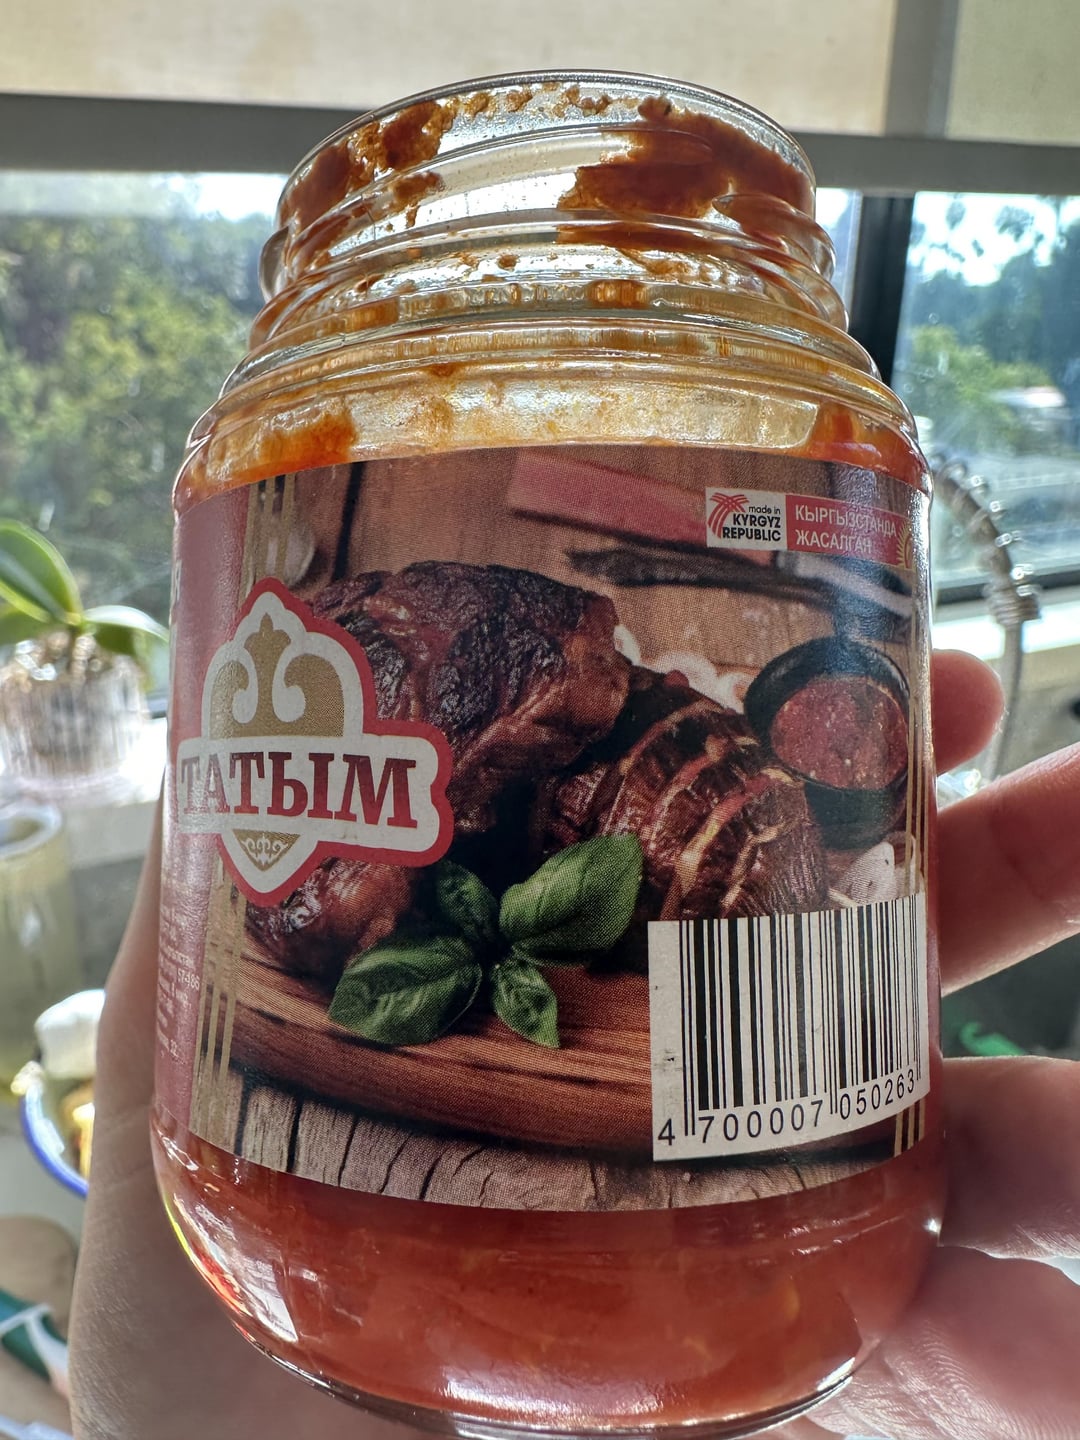 made in
KYRGYZ
REPUBLIC
КЫРГЫЗСТАНДА
ЖАСАЛГАН
ТАТЫМ
4 700007 050263